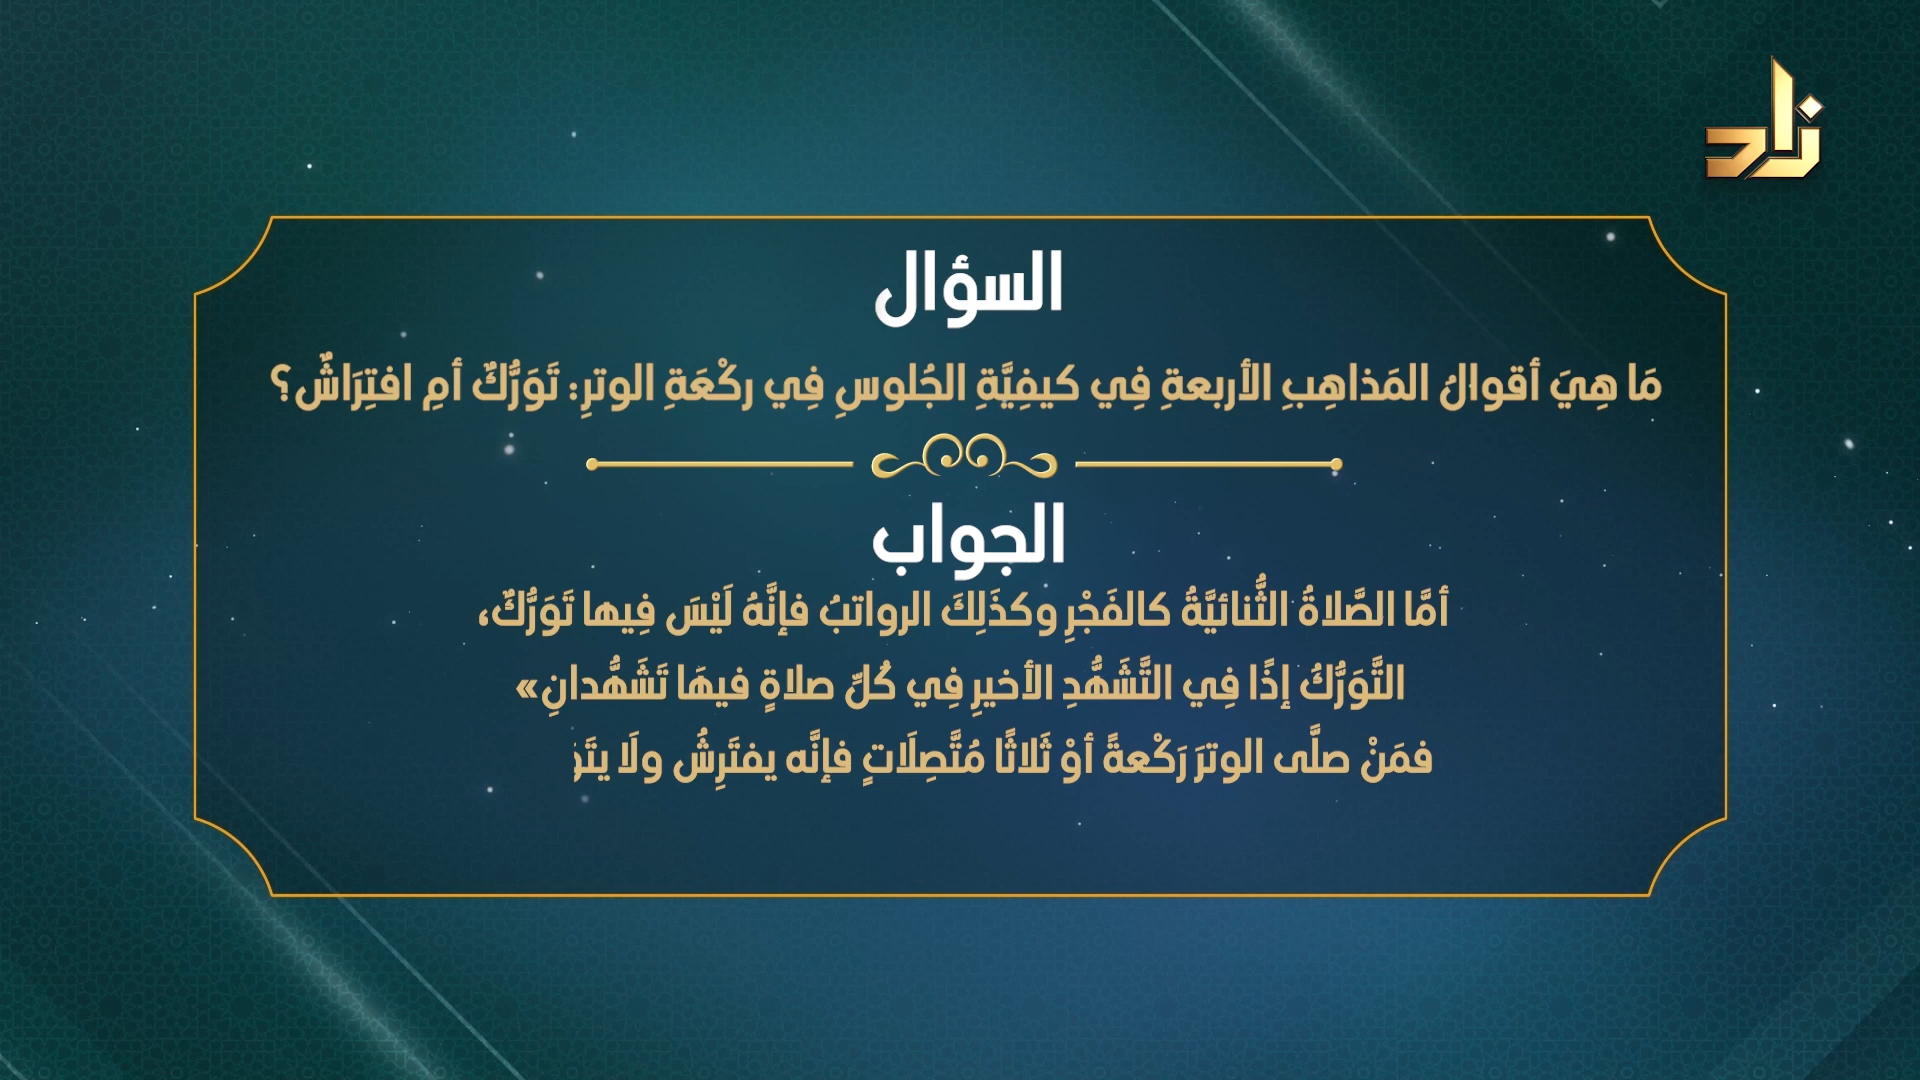 زاد
السؤال
مَا هِيَ أقوالُ المَذاهِبِ الأربعةِ فِي كيفِيَّةِ الجُلوسِ فِي ركْعَةِ الوترِ: تَوَرُّكٌ أمِ افتِرَاشٌ؟
الجواب
أمَّا الصَّلاةُ الثُّنائيَّةُ كالفَجْرِ وكذَلِكَ الرواتبُ فإنَّهُ لَيْسَ فِيها تَوَرُّكٌ،
التَّوَرُّكُ إذًا فِي التَّشَهُّدِ الأخيرِ فِي كُلِّ صلاةٍ فيهَا تَشَهُّدانِ»
فمَنْ صلَّى الوترَ رَكْعةً أوْ ثَلاثًا مُتَّصِلَاتٍ فإنَّه يفتَرِشُ ولَا